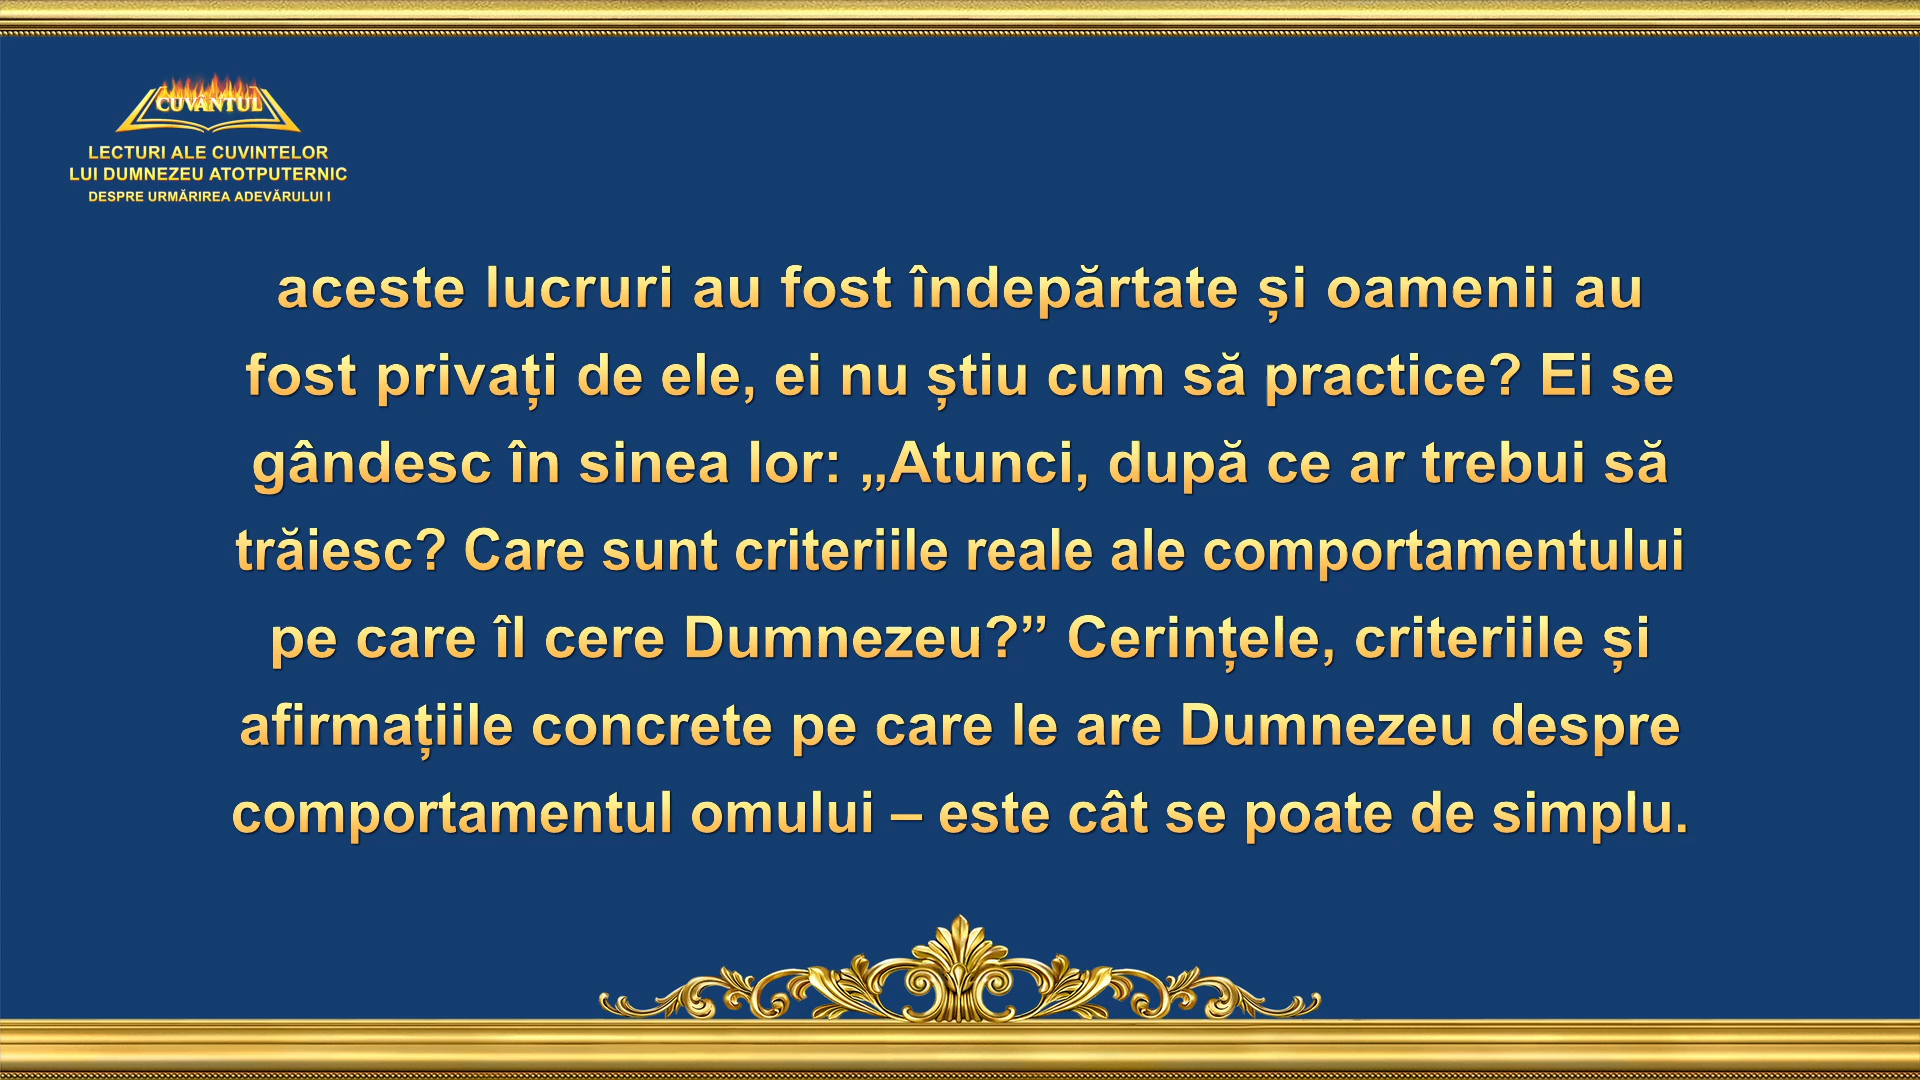 CUVÂNTUL
LECTURI ALE CUVINTELOR
LUI DUMNEZEU ATOTPUTERNIC
DESPRE URMĂRIREA ADEVĂRULUI I
aceste lucruri au fost îndepărtate și oamenii au
fost privați de ele, ei nu știu cum să practice? Ei se
gândesc în sinea lor: „Atunci, după ce ar trebui să
trăiesc? Care sunt criteriile reale ale comportamentului
pe care îl cere Dumnezeu?” Cerințele, criteriile și
afirmațiile concrete pe care le are Dumnezeu despre
comportamentul omului – este cât se poate de simplu.